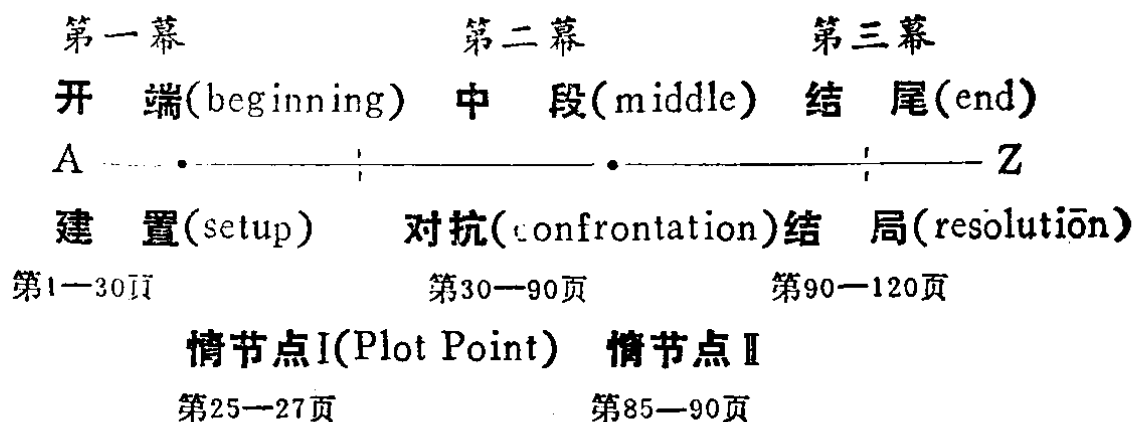 第一幕 第二幕 第三幕
开 端(beginning) 中 段(middle) 结 尾(end)
A Z
建 置(setup) 对抗(confrontation) 结 局(resolution)
第1—30页 第30—90页 第90—120页
情节点I(Plot Point) 情节点Ⅱ
第25—27页 第85—90页